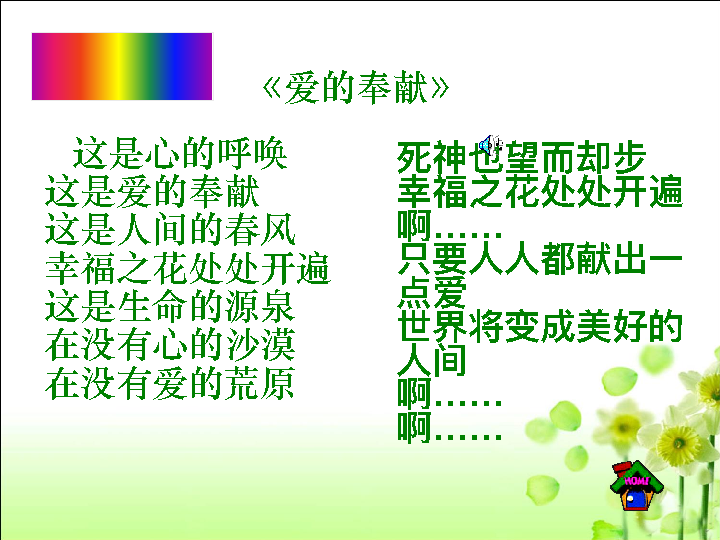 《爱的奉献》
这是心的呼唤
这是爱的奉献
这是人间的春风
幸福之花处处开遍
这是生命的源泉
在没有心的沙漠
在没有爱的荒原
死神也望而却步
幸福之花处处开遍
啊……
只要人人都献出一
点爱
世界将变成美好的
人间
啊……
啊……
HOME